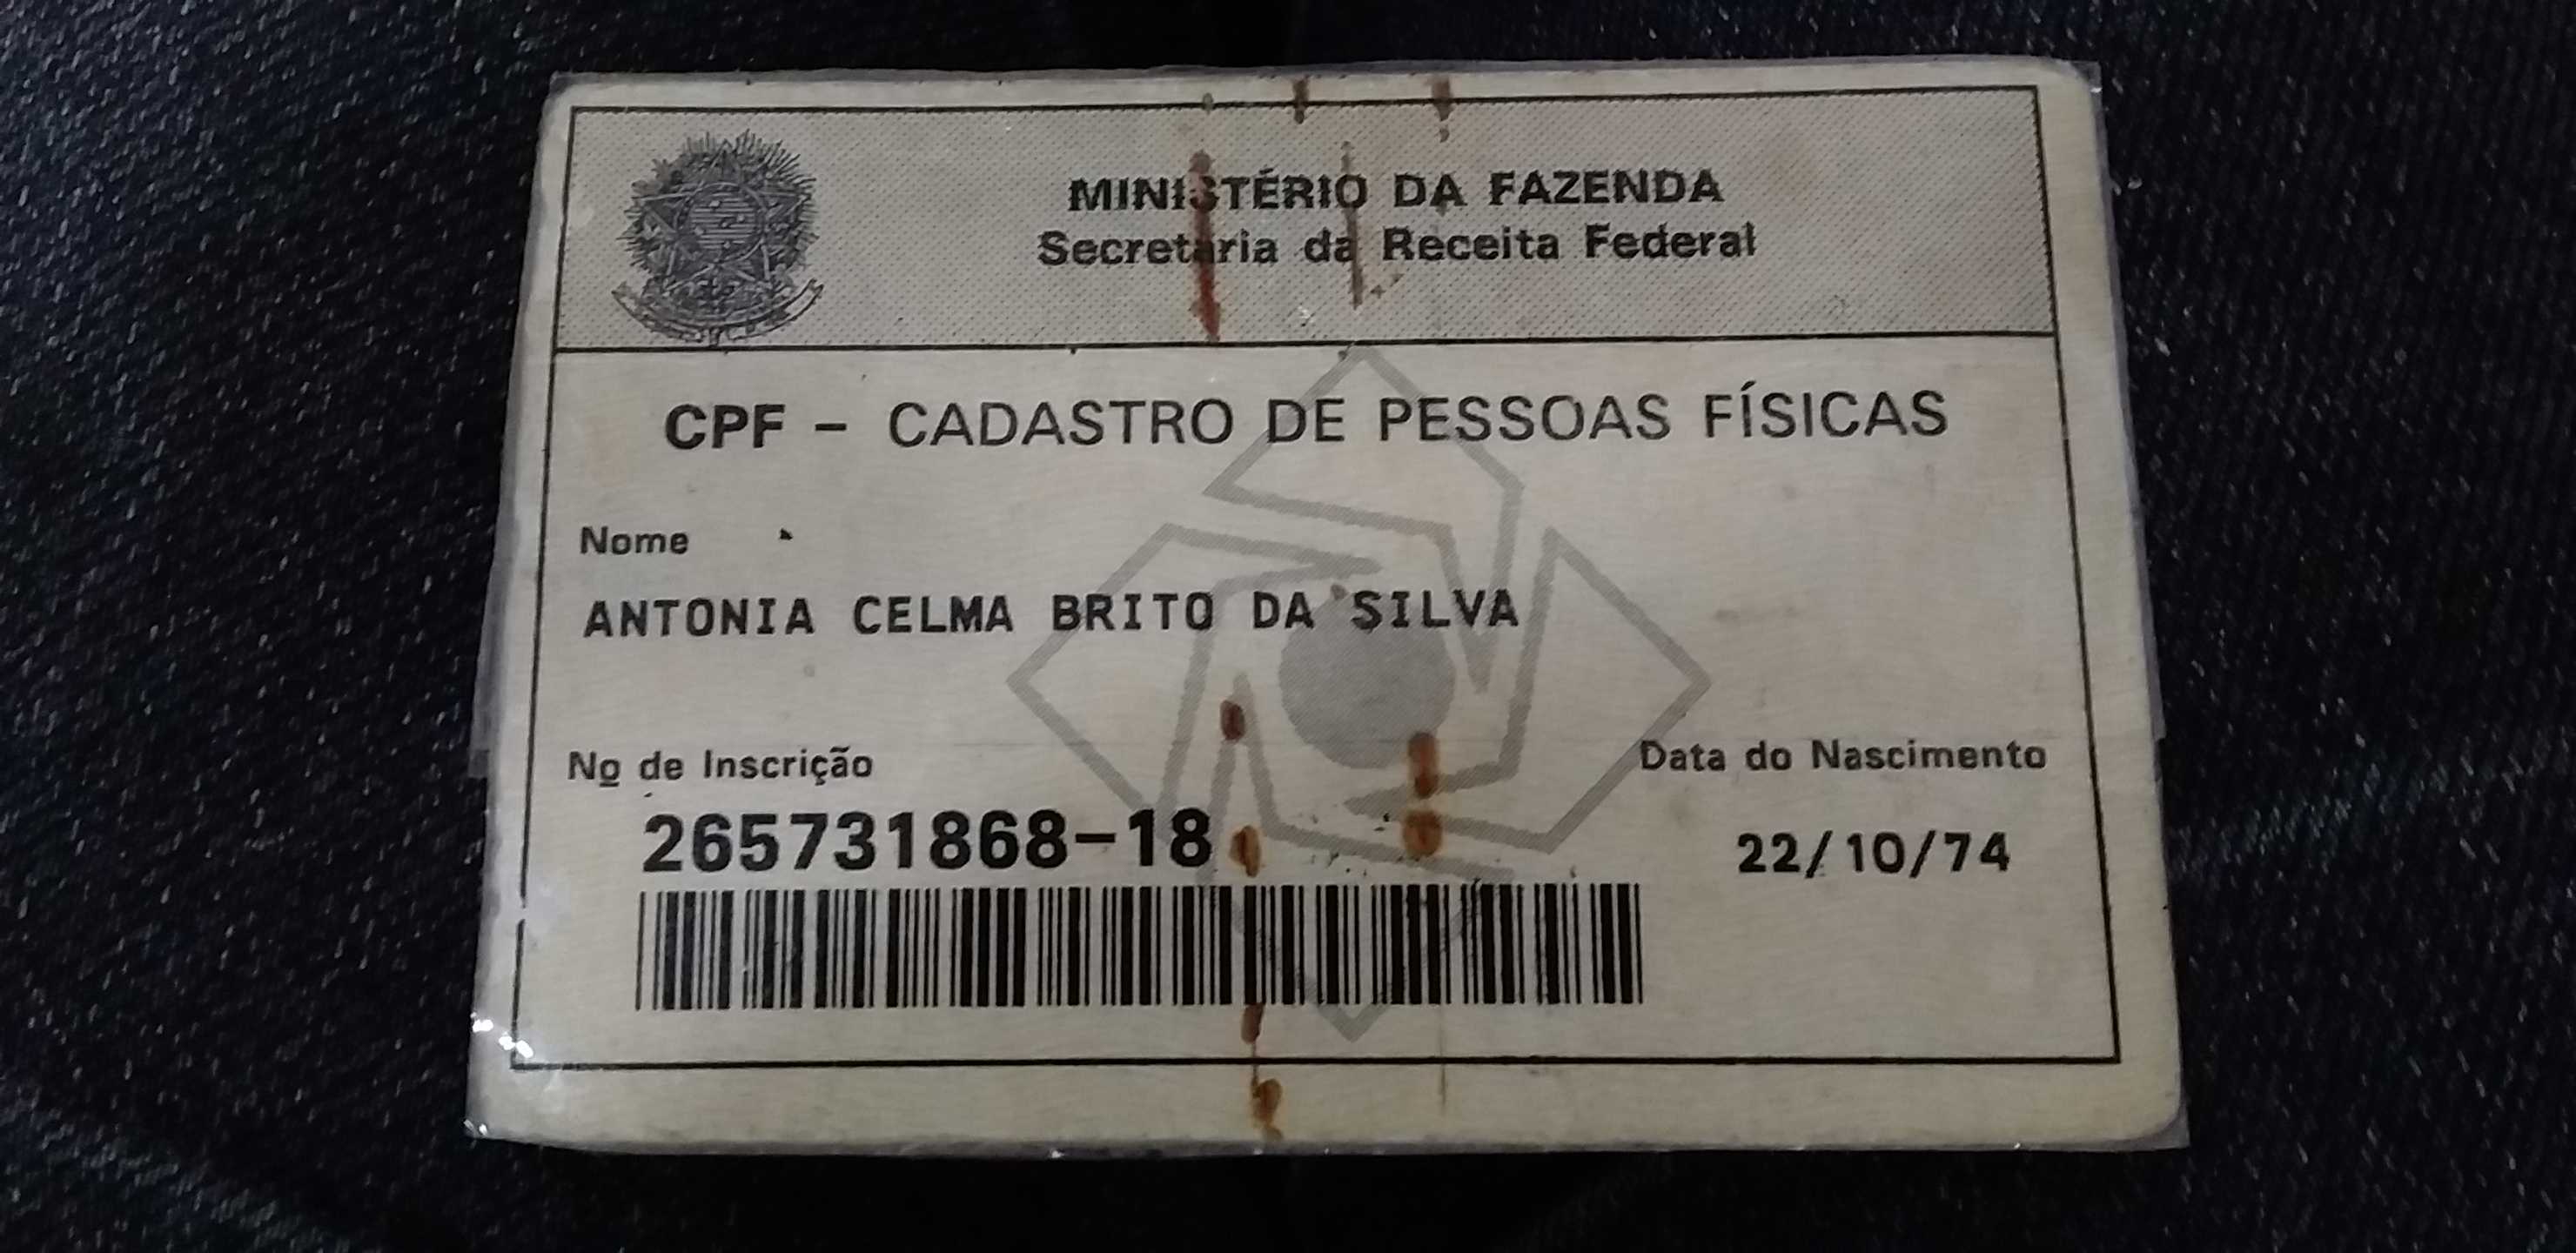 MINISTÉRIO DA FAZENDA
Secretaria da Receita Federal
CPF - CADASTRO DE PESSOAS FÍSICAS
Nome
ANTONIA CELMA BRITO DA SILVA
Nº de Inscrição
265731868-18
Data do Nascimento
22/10/74